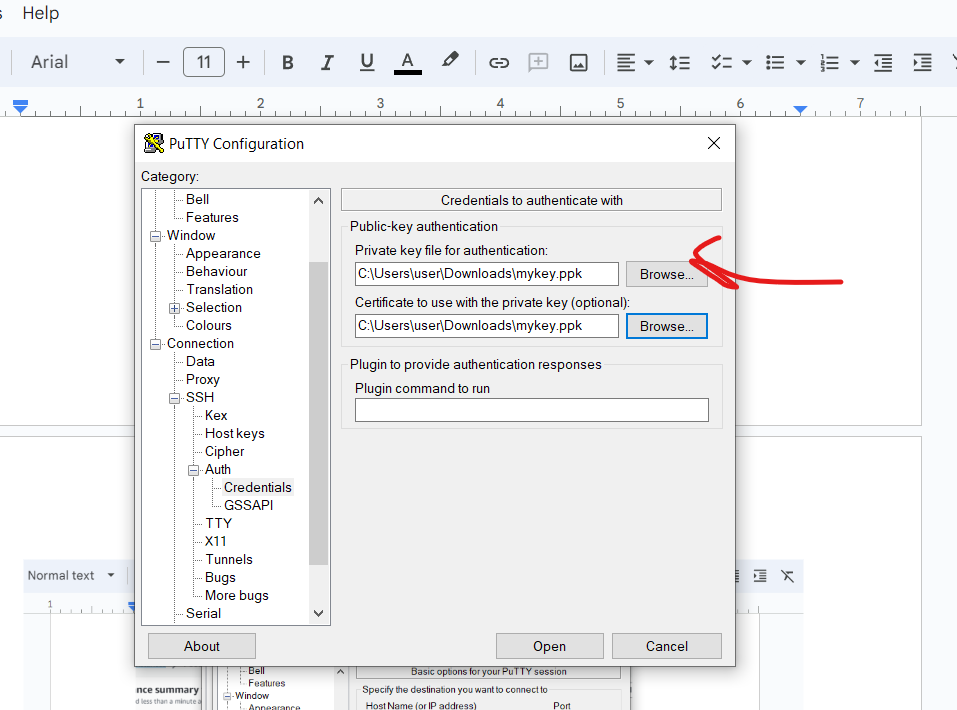 Help
Arial
11
B I U A
1 2 3 4 5 6 7
PuTTY Configuration
Category:
Bell
Features
Window
Appearance
Behaviour
Translation
Selection
Colours
Connection
Data
Proxy
SSH
Kex
Host keys
Cipher
Auth
Credentials
GSSAPI
TTY
X11
Tunnels
Bugs
More bugs
Serial
Credentials to authenticate with
Public-key authentication
Private key file for authentication:
C:\Users\user\Downloads\mykey.ppk
Browse...
Certificate to use with the private key (optional):
C:\Users\user\Downloads\mykey.ppk
Browse...
Plugin to provide authentication responses
Plugin command to run
About
Open
Cancel
Normal text
1
nce summary
d less than a minute a
Bell
Features
Window
Appearance
Basic options for your PuTTY session
Specify the destination you want to connect to
Host Name (or IP address)
Port